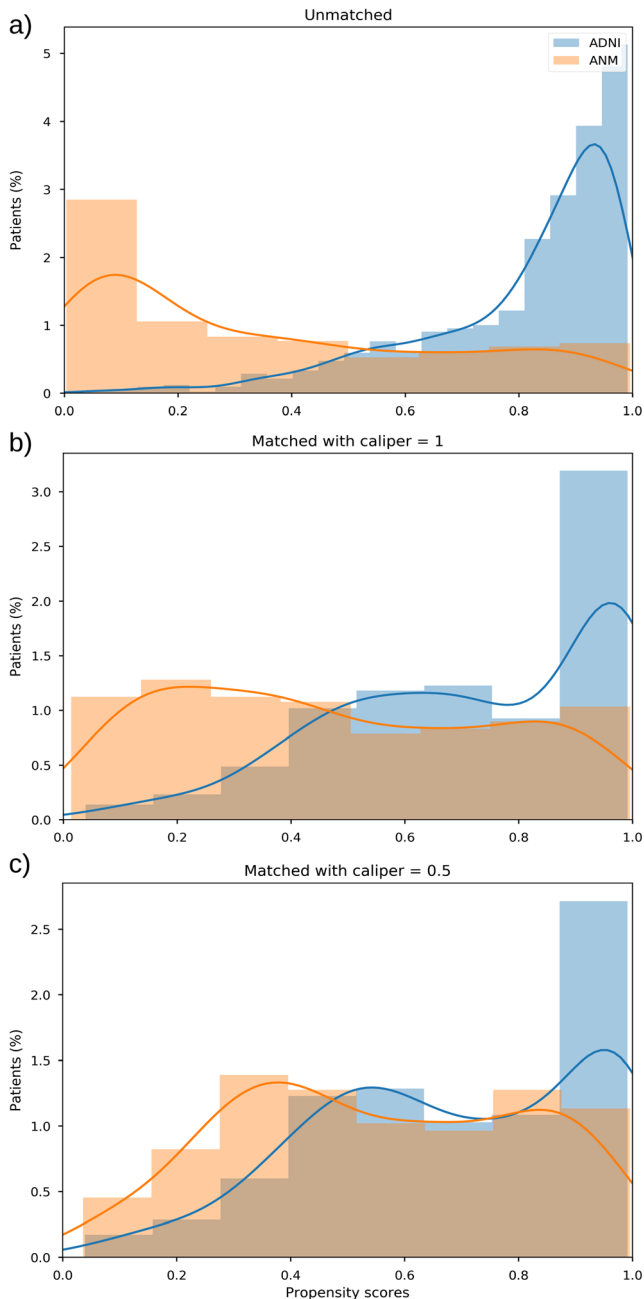 a)
Unmatched
ADNI
ANM
Patients (%)
5
4
3
2
1
0
0.0 0.2 0.4 0.6 0.8 1.0
b)
Matched with caliper = 1
Patients (%)
3.0
2.5
2.0
1.5
1.0
0.5
0.0
0.0 0.2 0.4 0.6 0.8 1.0
c)
Matched with caliper = 0.5
Patients (%)
2.5
2.0
1.5
1.0
0.5
0.0
0.0 0.2 0.4 0.6 0.8 1.0
Propensity scores